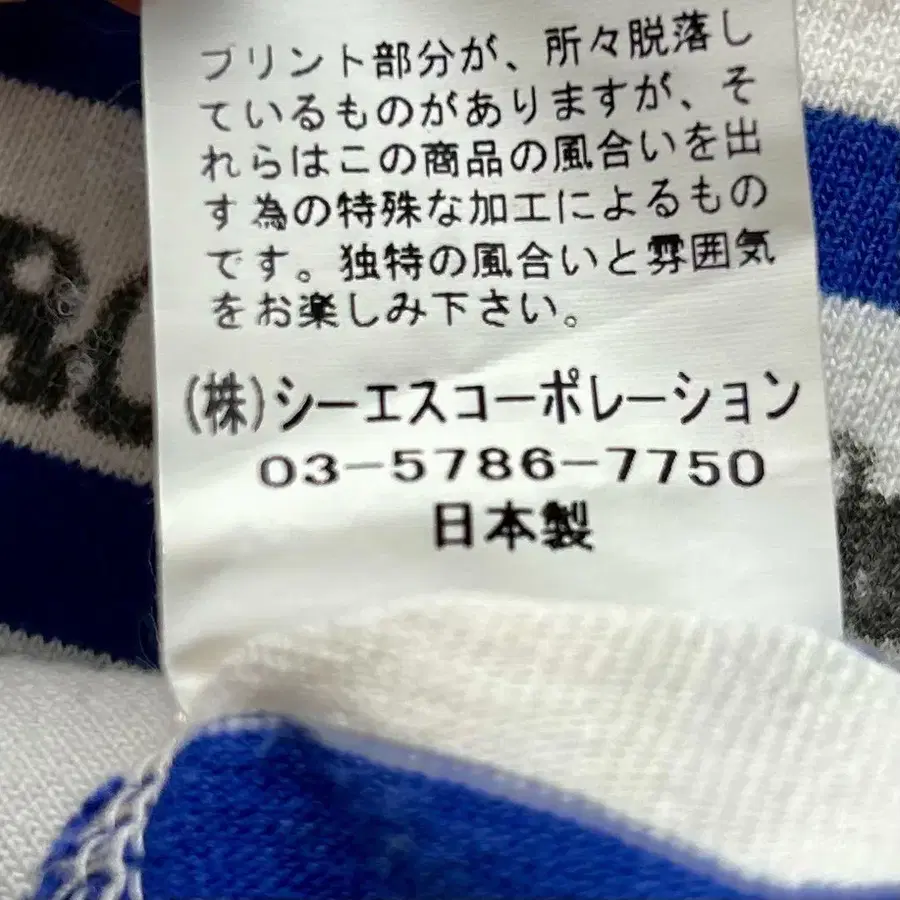 プリント部分が、所々脱落し
ているものがありますが、そ
れらはこの商品の風合いを出
す為の特殊な加工によるもの
です。独特の風合いと雰囲気
をお楽しみ下さい。
(株)シーエスコーポレーション
03-5786-7750
日本製